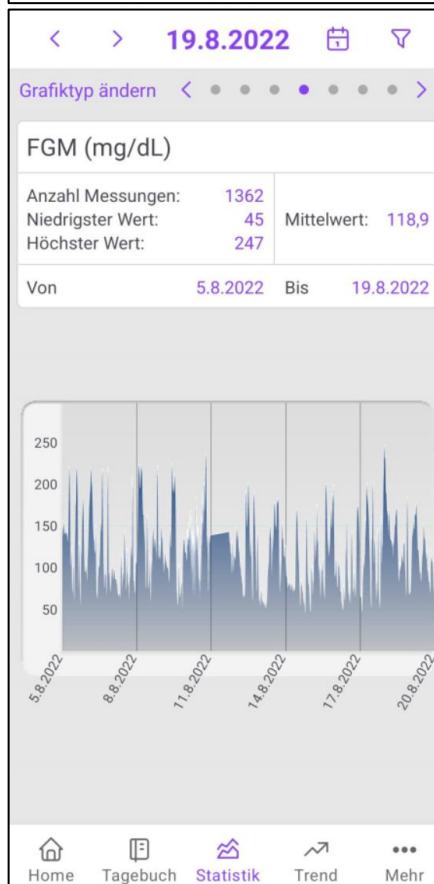 19.8.2022
Grafiktyp ändern
FGM (mg/dL)
Anzahl Messungen: 1362
Niedrigster Wert: 45
Höchster Wert: 247
Mittelwert: 118,9
Von 5.8.2022 Bis 19.8.2022
250
200
150
100
50
5.8.2022 8.8.2022 11.8.2022 14.8.2022 17.8.2022 20.8.2022
Home Tagebuch Statistik Trend Mehr